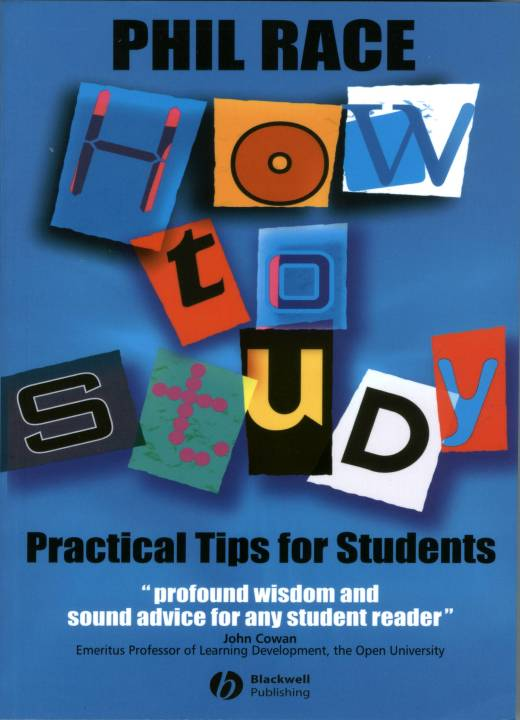 PHIL RACE
How
to
study
Practical Tips for Students
“ profound wisdom and
sound advice for any student reader ”
John Cowan
Emeritus Professor of Learning Development, the Open University
b Blackwell
Publishing